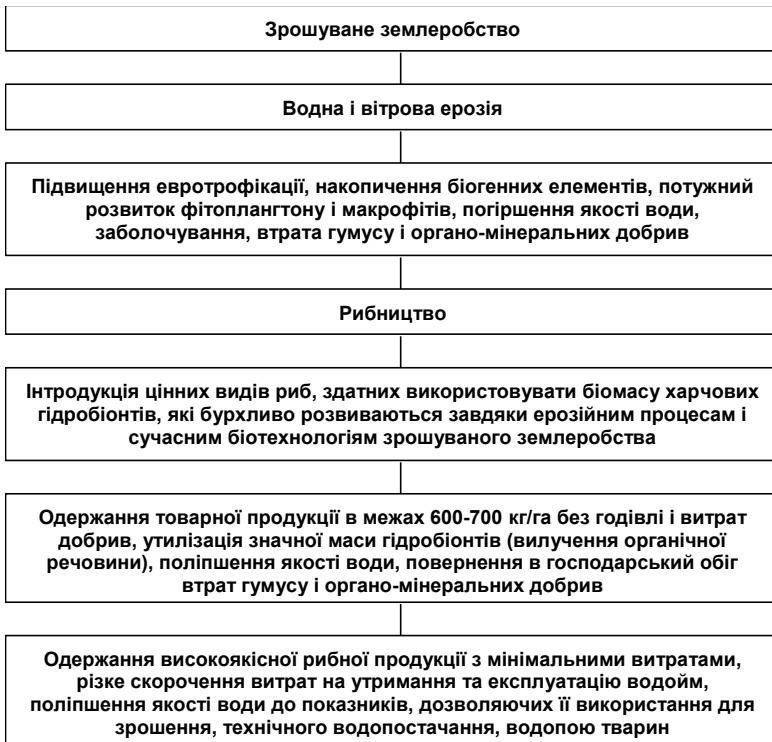 Зрошуване землеробство
Водна і вітрова ерозія
Підвищення евротрофікації, накопичення біогенних елементів, потужний
розвиток фітоплангтону і макрофітів, погіршення якості води,
заболочування, втрата гумусу і органо-мінеральних добрив
Рибництво
Інтродукція цінних видів риб, здатних використовувати біомасу харчових
гідробіонтів, які бурхливо розвиваються завдяки ерозійним процесам і
сучасним біотехнологіям зрошуваного землеробства
Одержання товарної продукції в межах 600-700 кг/га без годівлі і витрат
добрив, утилізація значної маси гідробіонтів (вилучення органічної
речовини), поліпшення якості води, повернення в господарський обіг
втрат гумусу і органо-мінеральних добрив
Одержання високоякісної рибної продукції з мінімальними витратами,
різке скорочення витрат на утримання та експлуатацію водойм,
поліпшення якості води до показників, дозволяючих її використання для
зрошення, технічного водопостачання, водопою тварин